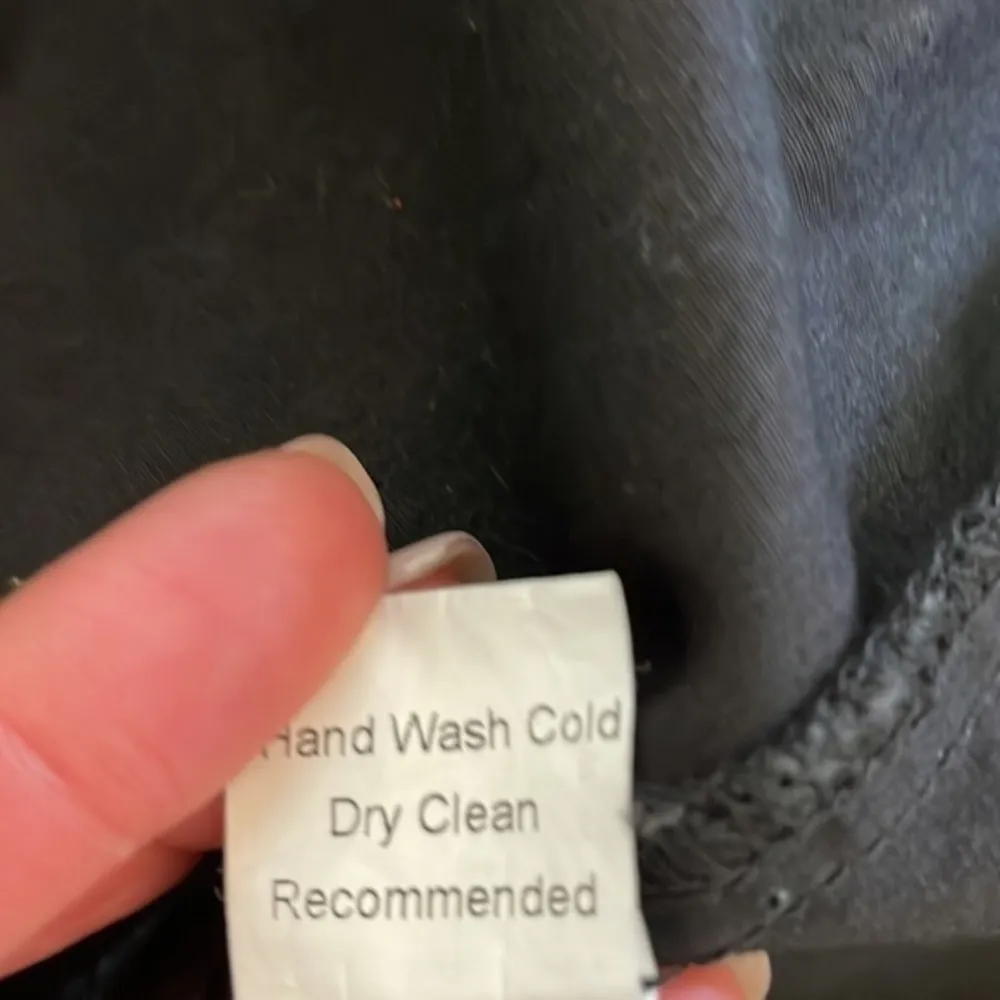 Hand Wash Cold
Dry Clean
Recommended